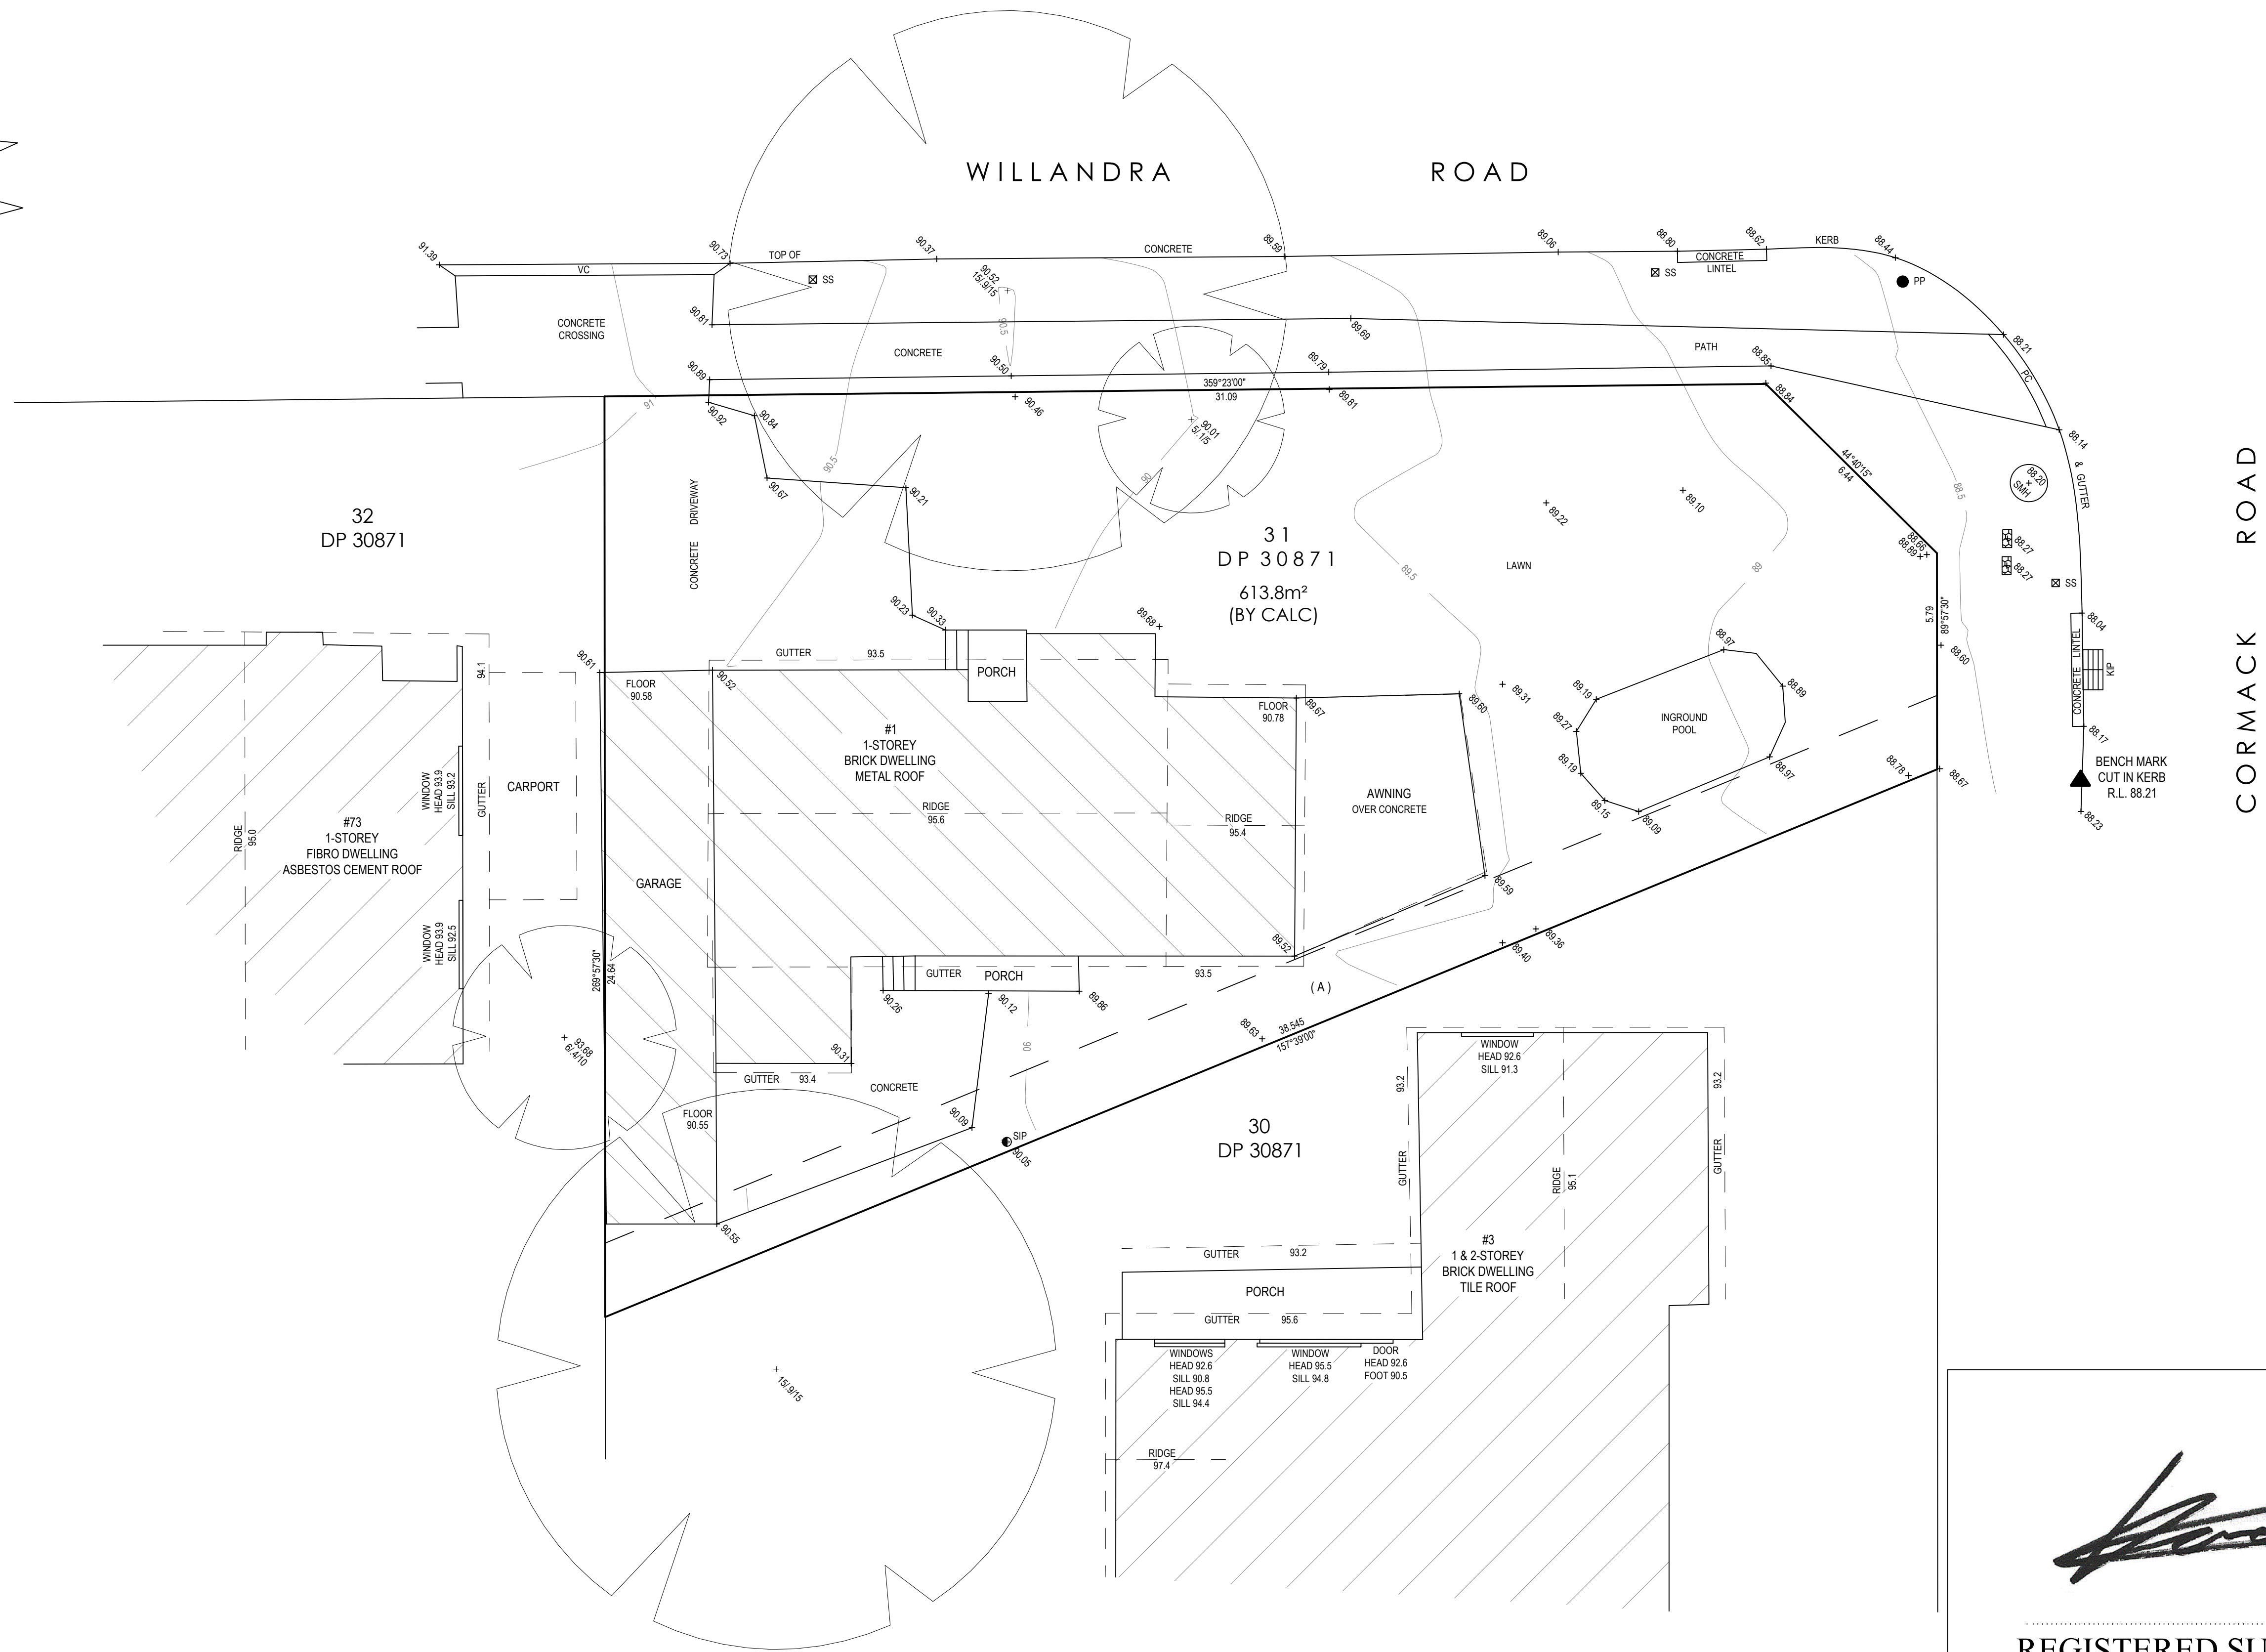 WILLANDRA ROAD
91.39
90.73
TOP OF
90.37
CONCRETE
89.59
89.06
88.80
88.62
KERB
88.44
VC
SS
90.52
15/.9/15
CONCRETE
LINTEL
SS
PP
CONCRETE
CROSSING
90.81
90.5
89.69
88.21
CONCRETE
PATH
PC
90.89
90.50
89.79
88.85
359°23'00"
31.09
91
90.92
90.84
90.46
89.81
88.84
90.01
5/.1/5
88.14
& GUTTER
90.5
90.67
90.21
90
44°40'15"
6.44
88.20
SMH
88.5
CORMACK ROAD
32
DP 30871
CONCRETE DRIVEWAY
31
DP 30871
613.8m²
(BY CALC)
89.22
89.10
LAWN
89.5
89
88.66
88.89
88.27
88.27
SS
90.23
90.33
89.68
5.79
89°57'30"
88.04
88.60
CONCRETE LINTEL
KIP
88.17
BENCH MARK
CUT IN KERB
R.L. 88.21
88.23
94.1
GUTTER
90.61
GUTTER 93.5
PORCH
FLOOR
90.58
90.52
FLOOR
90.78
89.67
89.60
89.31
88.97
89.19
88.89
89.27
INGROUND
POOL
89.19
89.15
89.09
88.97
88.78
88.67
#1
1-STOREY
BRICK DWELLING
METAL ROOF
RIDGE
95.6
RIDGE
95.4
AWNING
OVER CONCRETE
WINDOW
HEAD 93.9
SILL 93.2
CARPORT
RIDGE
95.0
#73
1-STOREY
FIBRO DWELLING
ASBESTOS CEMENT ROOF
GARAGE
89.59
WINDOW
HEAD 93.9
SILL 92.5
269°57'30"
24.64
89.52
93.5
GUTTER PORCH
(A)
89.40
89.36
90.26
90.12
89.86
93.68
6/.4/10
90.31
90
89.63
38.545
157°39'00"
GUTTER 93.4
CONCRETE
FLOOR
90.55
90.09
SIP
90.05
90.55
30
DP 30871
WINDOW
HEAD 92.6
SILL 91.3
93.2
GUTTER
93.2
GUTTER
RIDGE
95.1
#3
1 & 2-STOREY
BRICK DWELLING
TILE ROOF
GUTTER 93.2
PORCH
GUTTER 95.6
WINDOWS
HEAD 92.6
SILL 90.8
HEAD 95.5
SILL 94.4
WINDOW
HEAD 95.5
SILL 94.8
DOOR
HEAD 92.6
FOOT 90.5
RIDGE
97.4
15/.9/15
REGISTERED SU